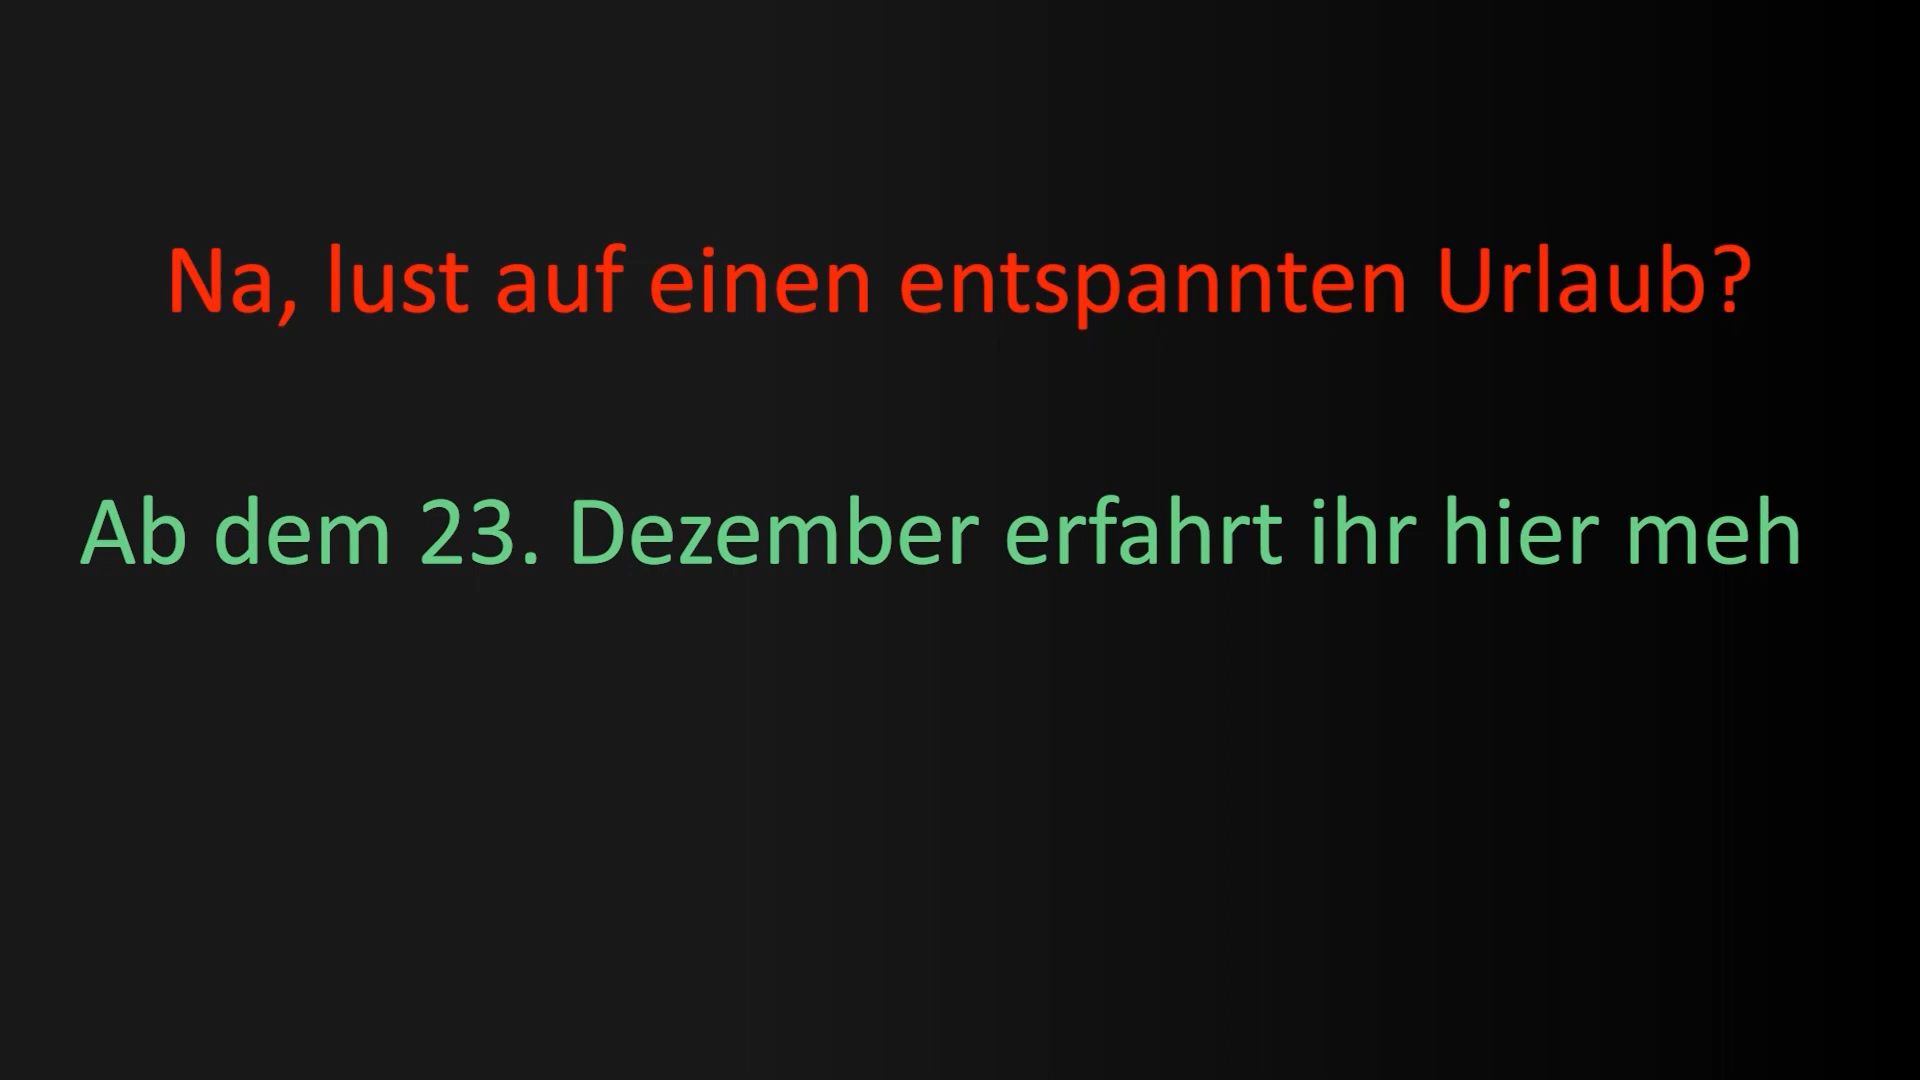 Na, lust auf einen entspannten Urlaub?
Ab dem 23. Dezember erfahrt ihr hier meh